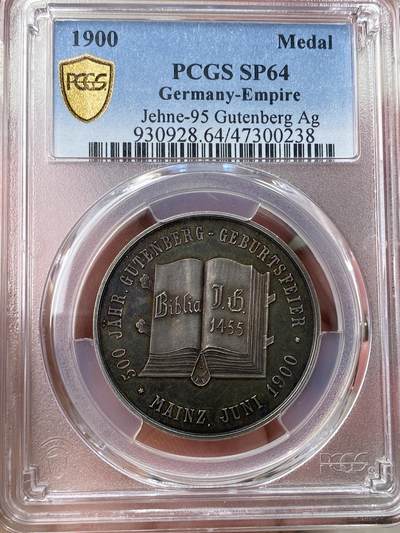 1900 Medal
PCGS
PCGS SP64
Germany-Empire
Jehne-95 Gutenberg Ag
930928.64/47300238
500 JÄHR. GUTENBERG-GEBURTSFEIER
Biblia J. G.
1455
MAINZ, JUNI 1900
PCGS